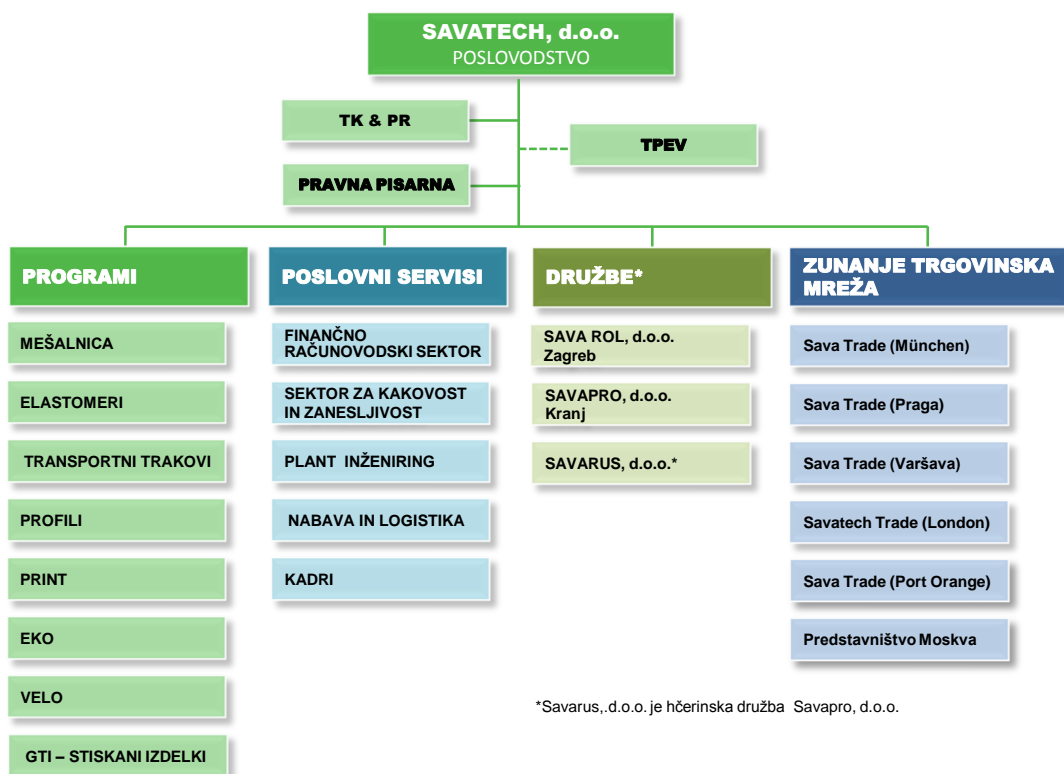 SAVATECH, d.o.o.
POSLOVODSTVO
TK & PR
TPEV
PRAVNA PISARNA
PROGRAMI
MEŠALNICA
ELASTOMERI
TRANSPORTNI TRAKOVI
PROFILI
PRINT
EKO
VELO
GTI – STISKANI IZDELKI
POSLOVNI SERVISI
FINANČNO
RAČUNOVODSKI SEKTOR
SEKTOR ZA KAKOVOST
IN ZANESLJIVOST
PLANT INŽENIRING
NABAVA IN LOGISTIKA
KADRI
DRUŽBE*
SAVA ROL, d.o.o.
Zagreb
SAVAPRO, d.o.o.
Kranj
SAVARUS, d.o.o.*
ZUNANJE TRGOVINSKA
MREŽA
Sava Trade (München)
Sava Trade (Praga)
Sava Trade (Varšava)
Savatech Trade (London)
Sava Trade (Port Orange)
Predstavništvo Moskva
*Savarus,.d.o.o. je hčerinska družba Savapro, d.o.o.